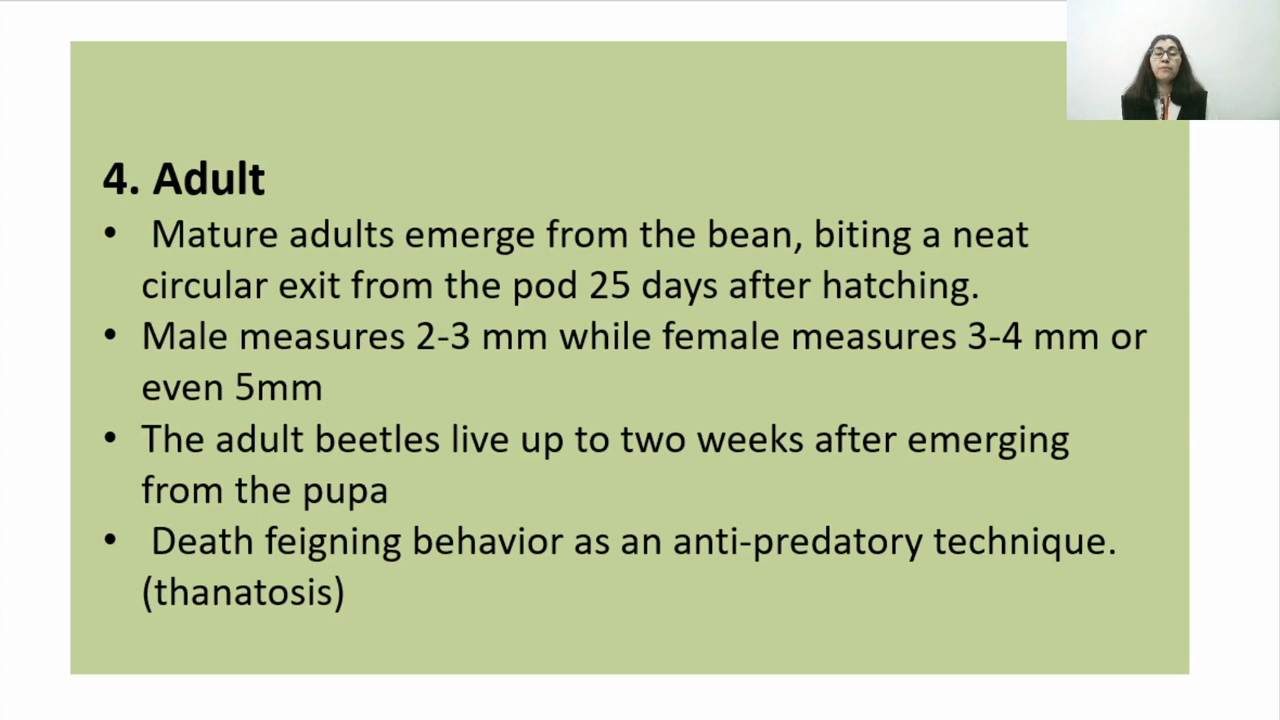 4. Adult
• Mature adults emerge from the bean, biting a neat
circular exit from the pod 25 days after hatching.
• Male measures 2-3 mm while female measures 3-4 mm or
even 5mm
• The adult beetles live up to two weeks after emerging
from the pupa
• Death feigning behavior as an anti-predatory technique.
(thanatosis)